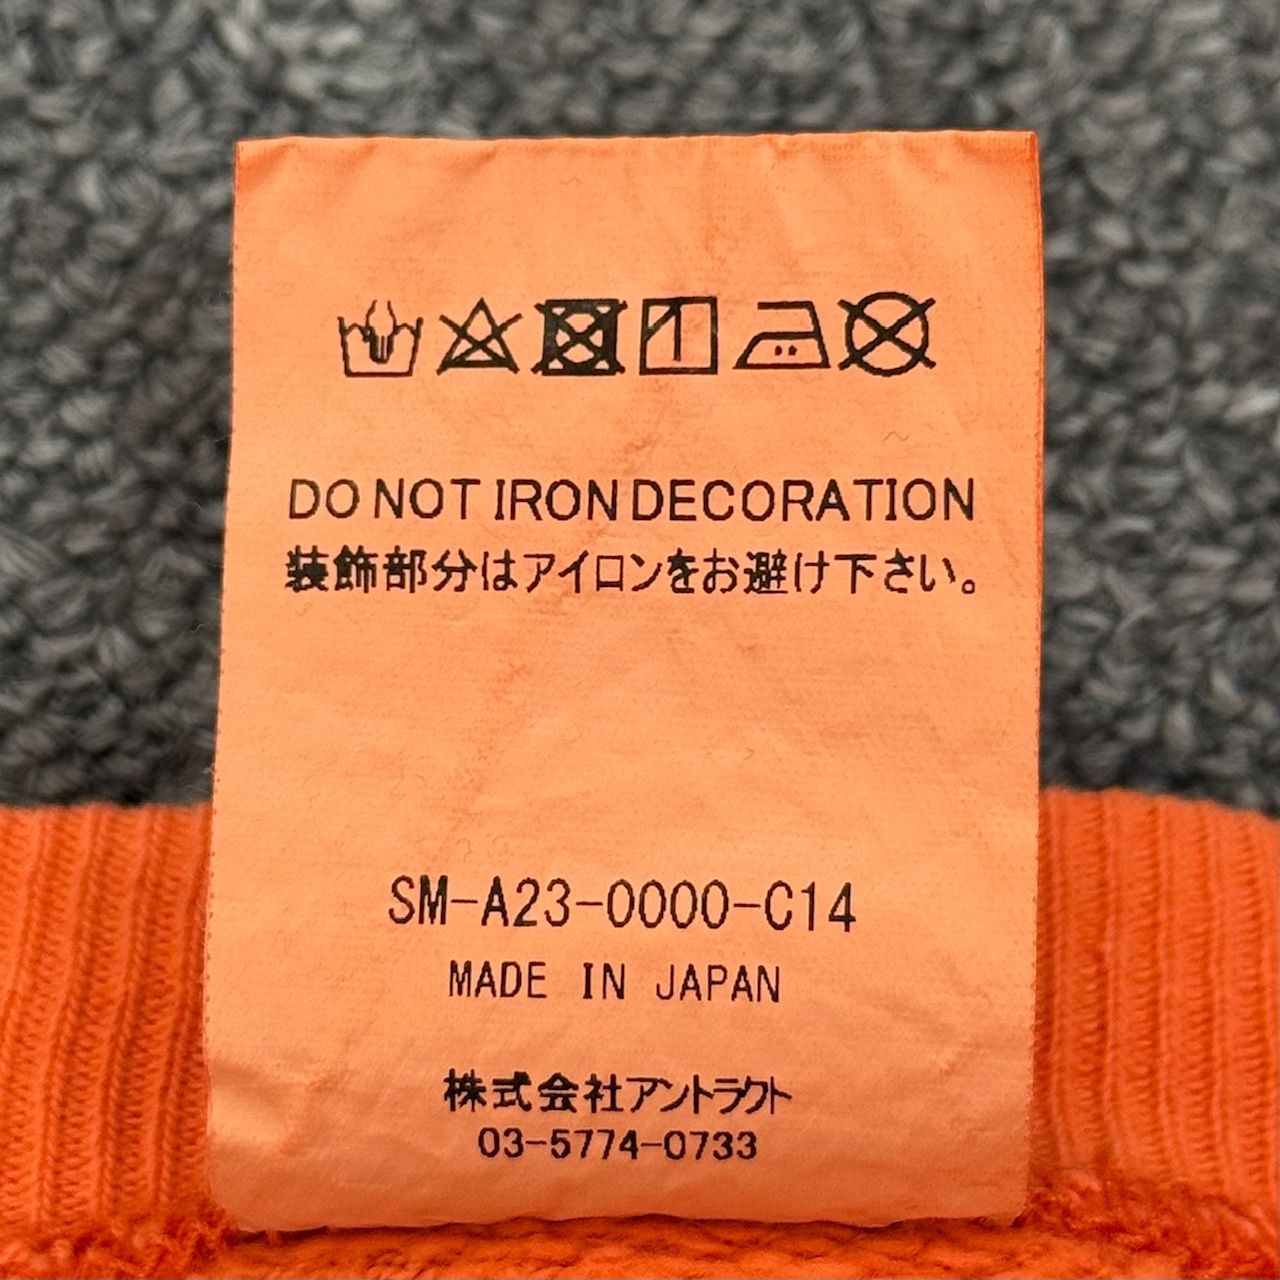 DO NOT IRON DECORATION
装飾部分はアイロンをお避け下さい。
SM-A23-0000-C14
MADE IN JAPAN
株式会社アントラクト
03-5774-0733